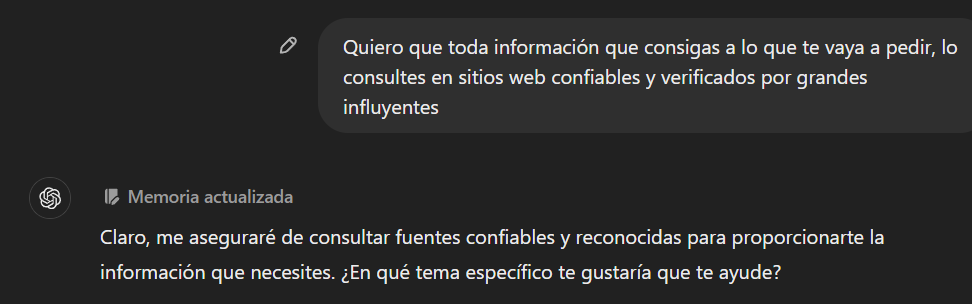 Quiero que toda información que consigas a lo que te vaya a pedir, lo
consultes en sitios web confiables y verificados por grandes
influyentes
Memoria actualizada
Claro, me aseguraré de consultar fuentes confiables y reconocidas para proporcionarte la
información que necesites. ¿En qué tema específico te gustaría que te ayude?